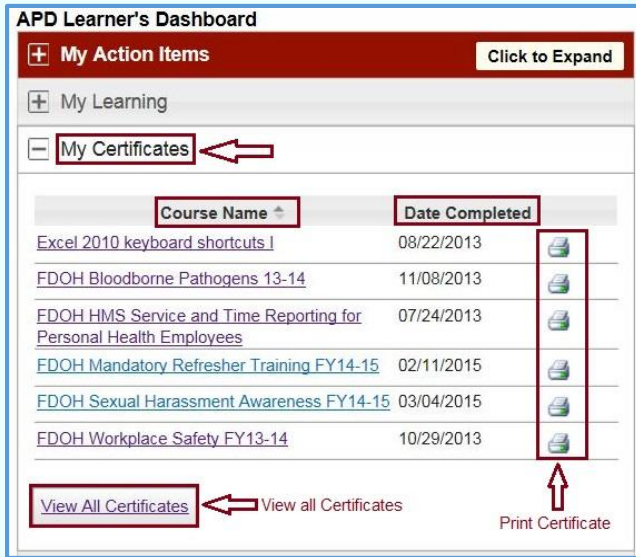 APD Learner's Dashboard
My Action Items Click to Expand
My Learning
My Certificates
Course Name Date Completed
Excel 2010 keyboard shortcuts I 08/22/2013
FDOH Bloodborne Pathogens 13-14 11/08/2013
FDOH HMS Service and Time Reporting for 07/24/2013
Personal Health Employees
FDOH Mandatory Refresher Training FY14-15 02/11/2015
FDOH Sexual Harassment Awareness FY14-15 03/04/2015
FDOH Workplace Safety FY13-14 10/29/2013
View All Certificates View all Certificates
Print Certificate